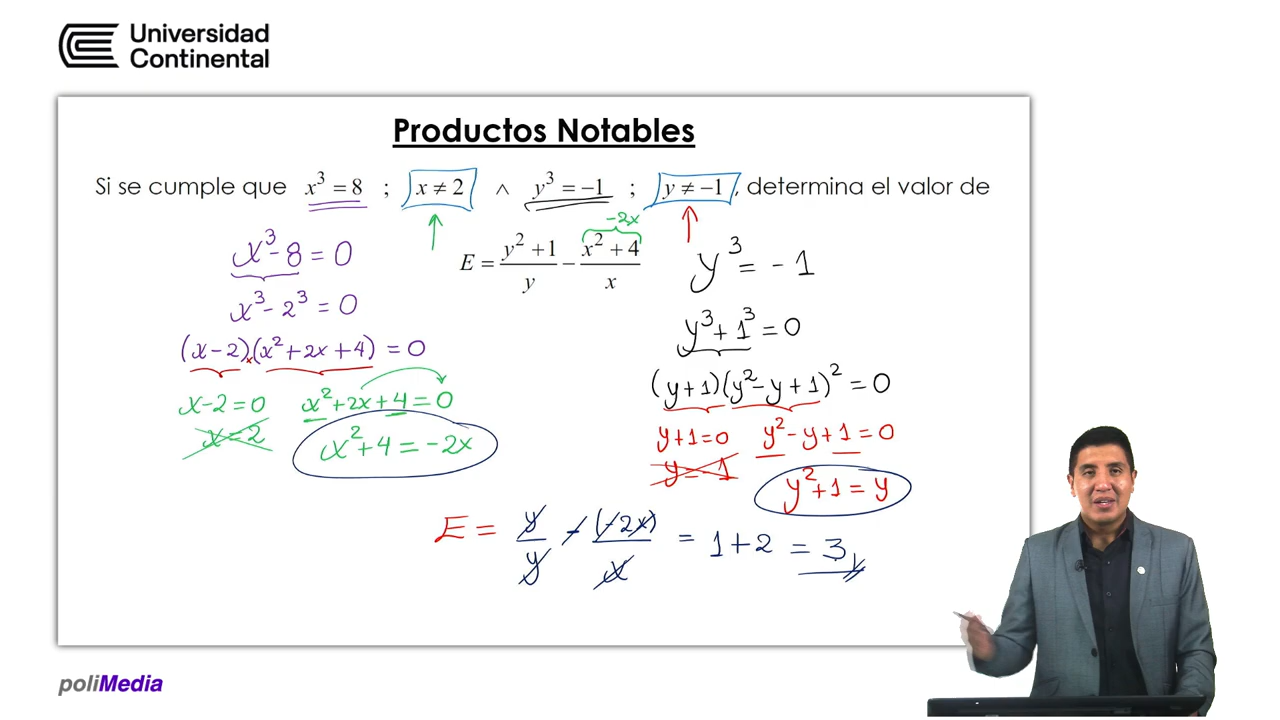 Universidad
Continental
Productos Notables
Si se cumple que x³ = 8 ; x ≠ 2 ∧ y³ = −1 ; y ≠ −1, determina el valor de
−2x
E = (y² + 1)/y − (x² + 4)/x
x³ − 8 = 0
x³ − 2³ = 0
(x − 2)(x² + 2x + 4) = 0
x − 2 = 0 x² + 2x + 4 = 0
x = 2 x² + 4 = −2x
y³ = −1
y³ + 1³ = 0
(y + 1)(y² − y + 1)² = 0
y + 1 = 0 y² − y + 1 = 0
y = −1 y² + 1 = y
E = y/y − (−2x)/x = 1 + 2 = 3
poliMedia